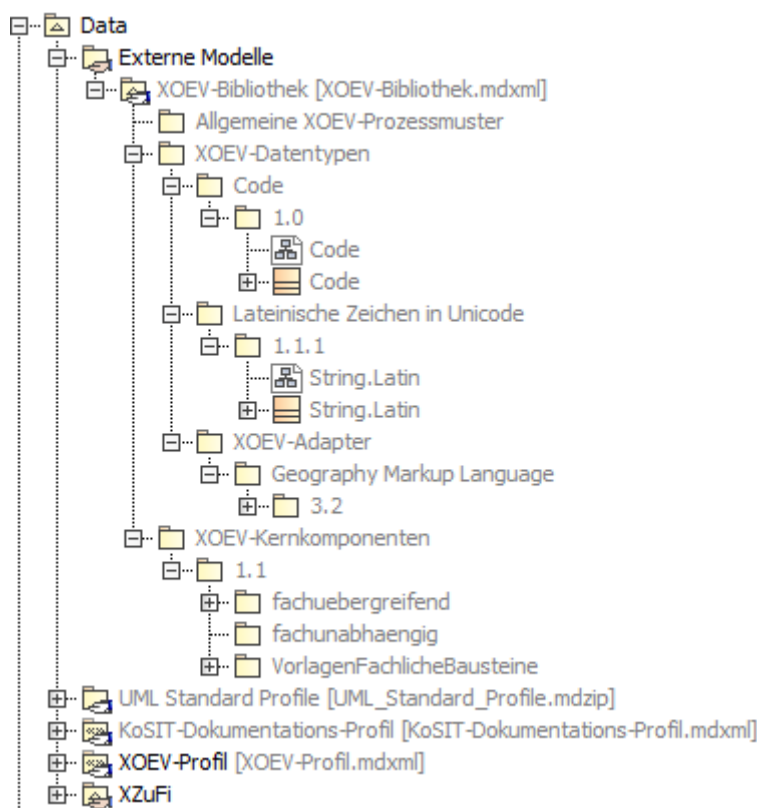 Data
Externe Modelle
XOEV-Bibliothek [XOEV-Bibliothek.mdxml]
Allgemeine XOEV-Prozessmuster
XOEV-Datentypen
Code
1.0
Code
Code
Lateinische Zeichen in Unicode
1.1.1
String.Latin
String.Latin
XOEV-Adapter
Geography Markup Language
3.2
XOEV-Kernkomponenten
1.1
fachuebergreifend
fachunabhaengig
VorlagenFachlicheBausteine
UML Standard Profile [UML_Standard_Profile.mdzip]
KoSIT-Dokumentations-Profil [KoSIT-Dokumentations-Profil.mdxml]
XOEV-Profil [XOEV-Profil.mdxml]
XZuFi